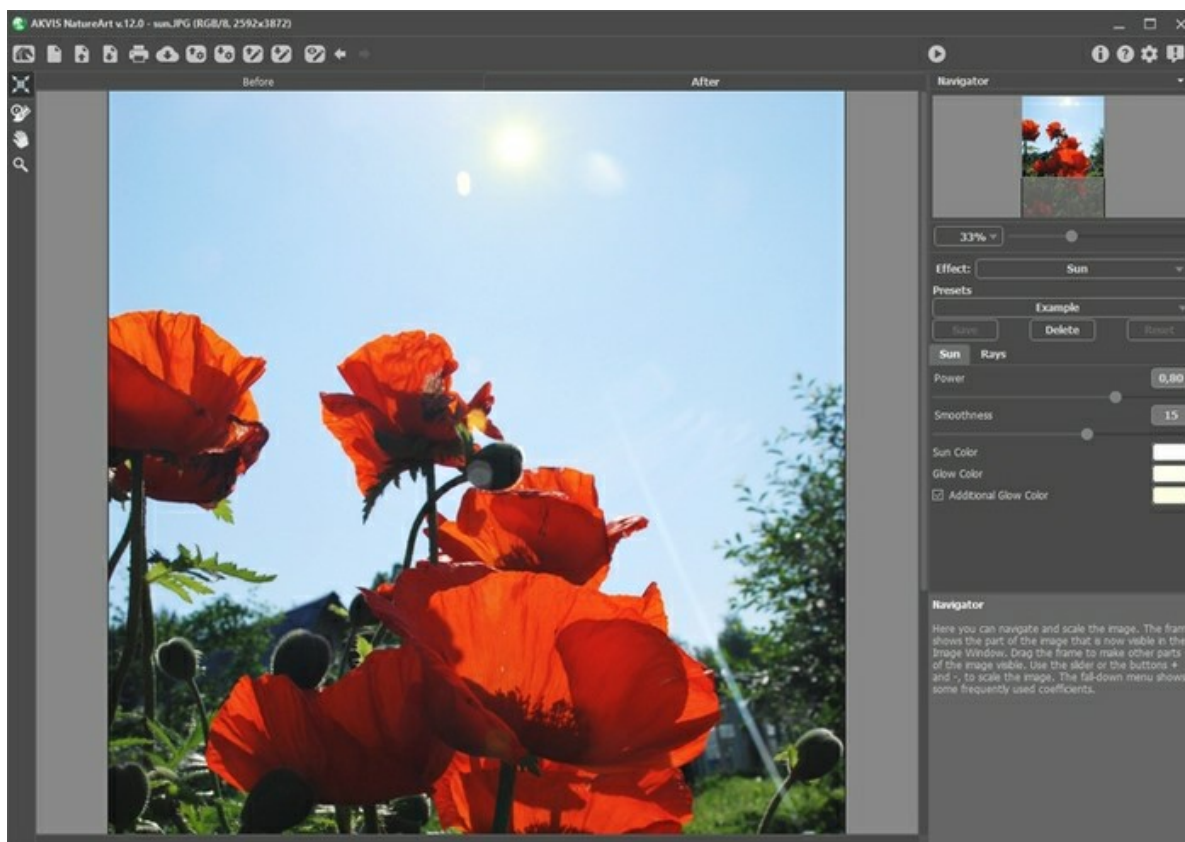 AKVIS NatureArt v.12.0 - sun.JPG (RGB/8, 2592x3872)
Before
After
Navigator
33%
Effect:
Sun
Presets
Example
Save
Delete
Reset
Sun
Rays
Power
0,80
Smoothness
15
Sun Color
Glow Color
Additional Glow Color
Navigator
Here you can navigate and scale the image. The fram
shows the part of the image that is now visible in the
Image Window. Drag the frame to make other parts
of the image visible. Use the slider or the buttons +
and -, to scale the image. The fall-down menu shows
some frequently used coefficients.